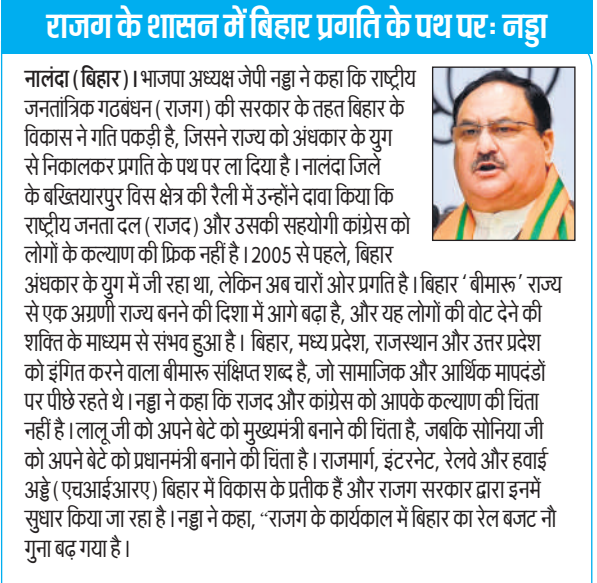 राजग के शासन में बिहार प्रगति के पथ परः नड्डा
नालंदा (बिहार)। भाजपा अध्यक्ष जेपी नड्डा ने कहा कि राष्ट्रीय
जनतांत्रिक गठबंधन (राजग) की सरकार के तहत बिहार के
विकास ने गति पकड़ी है, जिसने राज्य को अंधकार के युग
से निकालकर प्रगति के पथ पर ला दिया है। नालंदा जिले
के बख्तियारपुर विस क्षेत्र की रैली में उन्होंने दावा किया कि
राष्ट्रीय जनता दल (राजद) और उसकी सहयोगी कांग्रेस को
लोगों के कल्याण की फ्रिक नहीं है। 2005 से पहले, बिहार
अंधकार के युग में जी रहा था, लेकिन अब चारों ओर प्रगति है। बिहार ‘बीमारू’ राज्य
से एक अग्रणी राज्य बनने की दिशा में आगे बढ़ा है, और यह लोगों की वोट देने की
शक्ति के माध्यम से संभव हुआ है। बिहार, मध्य प्रदेश, राजस्थान और उत्तर प्रदेश
को इंगित करने वाला बीमारू संक्षिप्त शब्द है, जो सामाजिक और आर्थिक मापदंडों
पर पीछे रहते थे। नड्डा ने कहा कि राजद और कांग्रेस को आपके कल्याण की चिंता
नहीं है। लालू जी को अपने बेटे को मुख्यमंत्री बनाने की चिंता है, जबकि सोनिया जी
को अपने बेटे को प्रधानमंत्री बनाने की चिंता है। राजमार्ग, इंटरनेट, रेलवे और हवाई
अड्डे (एचआईआरए) बिहार में विकास के प्रतीक हैं और राजग सरकार द्वारा इनमें
सुधार किया जा रहा है। नड्डा ने कहा, “राजग के कार्यकाल में बिहार का रेल बजट नौ
गुना बढ़ गया है।